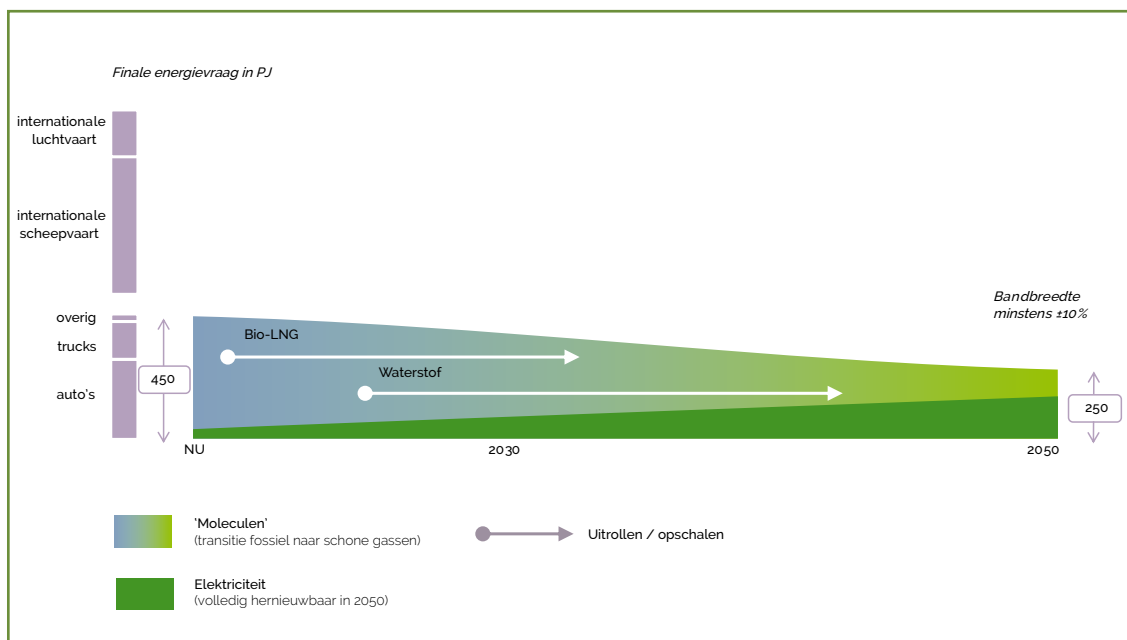 Finale energievraag in PJ
internationale
luchtvaart
internationale
scheepvaart
overig
trucks
auto's
450
Bio-LNG
Waterstof
Bandbreedte
minstens ±10%
250
NU
2030
2050
'Moleculen'
(transitie fossiel naar schone gassen)
Uitrollen / opschalen
Elektriciteit
(volledig hernieuwbaar in 2050)